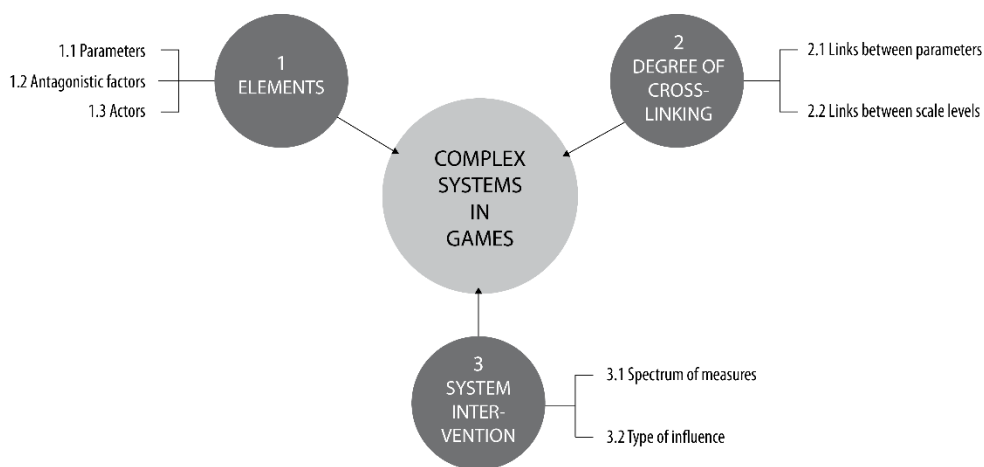 1.1 Parameters
1.2 Antagonistic factors
1.3 Actors
1
ELEMENTS
2
DEGREE OF
CROSS-
LINKING
2.1 Links between parameters
2.2 Links between scale levels
COMPLEX
SYSTEMS
IN
GAMES
3
SYSTEM
INTER-
VENTION
3.1 Spectrum of measures
3.2 Type of influence